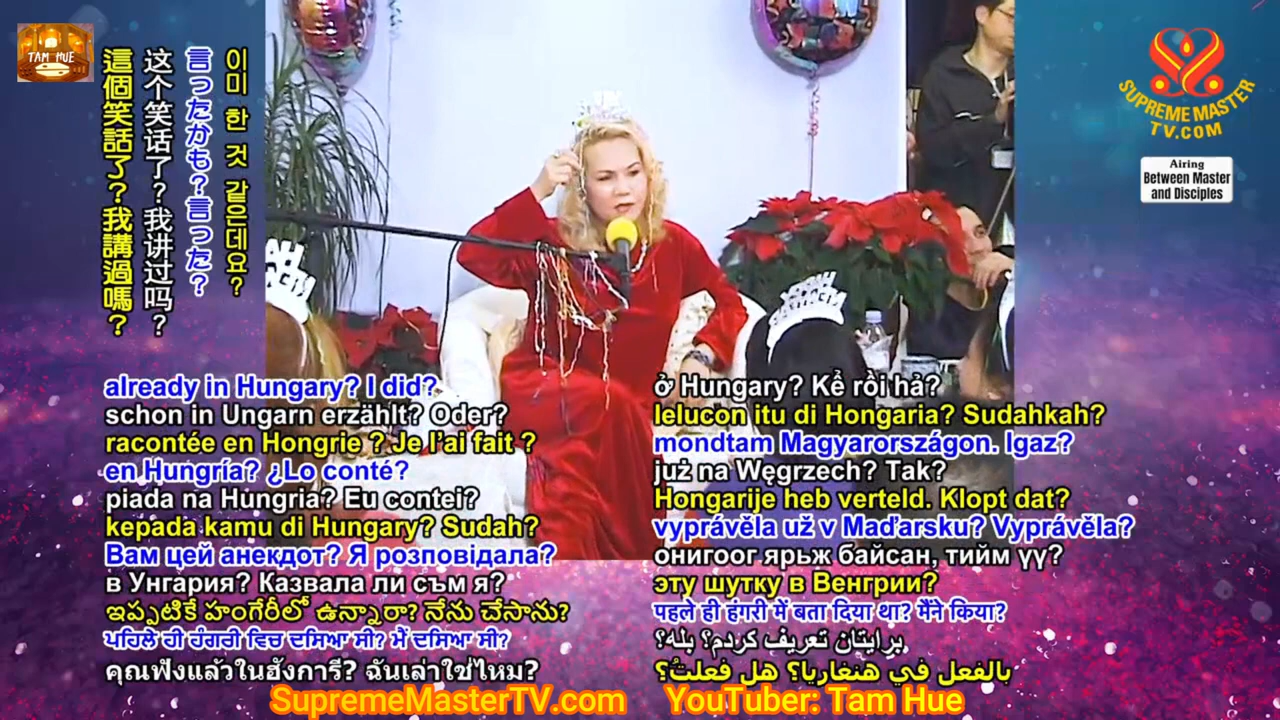 TAM HUE
이미 한 것 같은데요?
言ったかも?言った?
这个笑话了?我讲过吗?
這個笑話了?我講過嗎?
SUPREME MASTER
TV.COM
Airing
Between Master
and Disciples
already in Hungary? I did?
schon in Ungarn erzählt? Oder?
racontée en Hongrie ? Je l'ai fait ?
en Hungría? ¿Lo conté?
piada na Hungria? Eu contei?
kepada kamu di Hungary? Sudah?
Вам цей анекдот? Я розповідала?
в Унгария? Казвала ли съм я?
ఇప్పటికే హంగేరీలో ఉన్నారా? నేను చేసాను?
ਪਹਿਲੇ ਹੀ ਹੰਗਰੀ ਵਿਚ ਦਸਿਆ ਸੀ? ਮੈਂ ਦਸਿਆ ਸੀ?
คุณฟังแล้วในฮังการี? ฉันเล่าใช่ไหม?
ở Hungary? Kể rồi hả?
lelucon itu di Hongaria? Sudahkah?
mondtam Magyarországon. Igaz?
już na Węgrzech? Tak?
Hongarije heb verteld. Klopt dat?
vyprávěla už v Maďarsku? Vyprávěla?
онигоог ярьж байсан, тийм үү?
эту шутку в Венгрии?
पहले ही हंगरी में बता दिया था? मैंने किया?
برایتان تعریف کردم؟ بله؟
بالفعل في هنغاريا؟ هل فعلتُ؟
SupremeMasterTV.com
YouTuber: Tam Hue